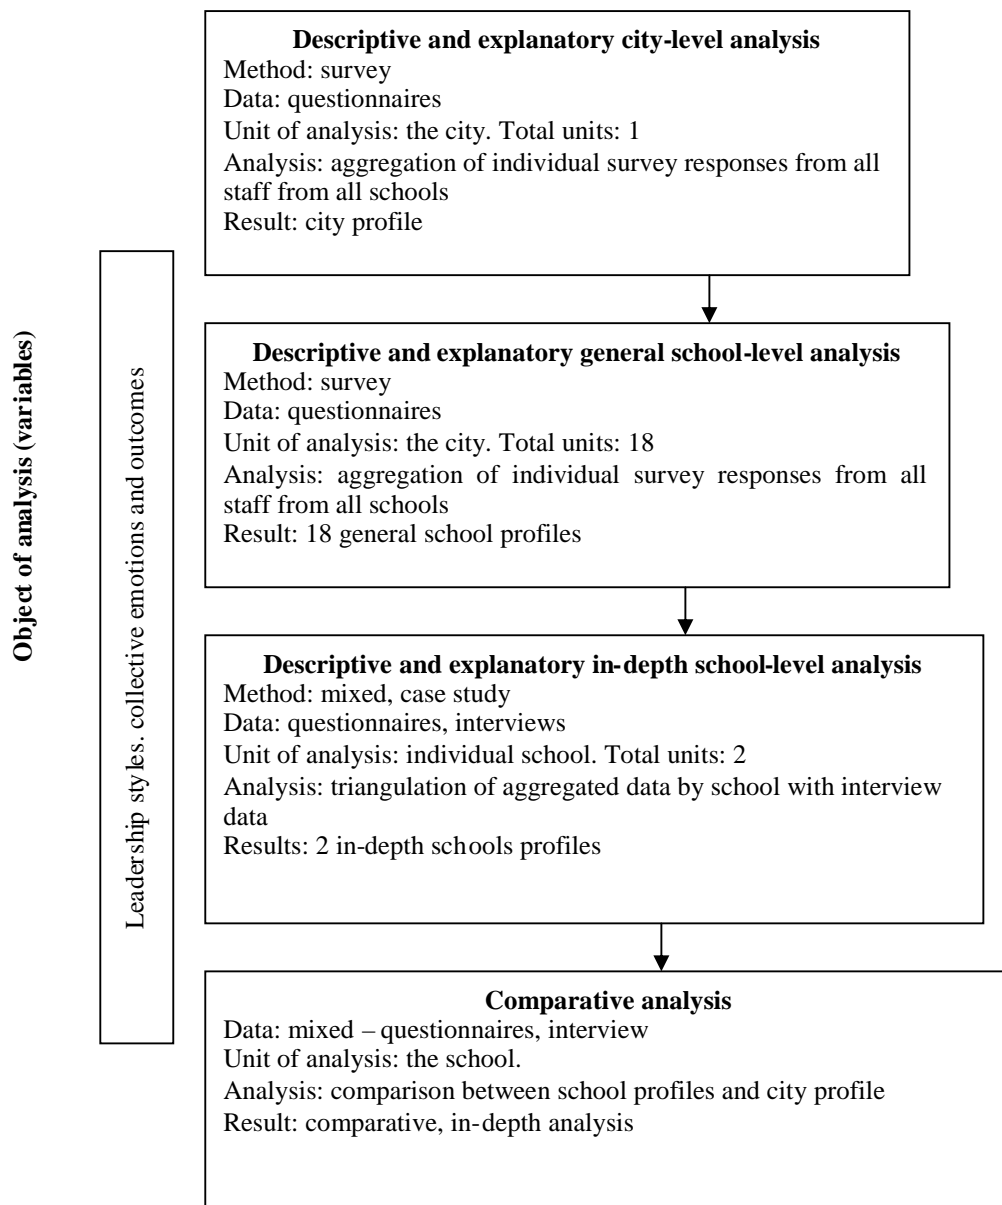 Descriptive and explanatory city-level analysis
Method: survey
Data: questionnaires
Unit of analysis: the city. Total units: 1
Analysis: aggregation of individual survey responses from all
staff from all schools
Result: city profile
Object of analysis (variables)
Leadership styles. collective emotions and outcomes
Descriptive and explanatory general school-level analysis
Method: survey
Data: questionnaires
Unit of analysis: the city. Total units: 18
Analysis: aggregation of individual survey responses from all
staff from all schools
Result: 18 general school profiles
Descriptive and explanatory in-depth school-level analysis
Method: mixed, case study
Data: questionnaires, interviews
Unit of analysis: individual school. Total units: 2
Analysis: triangulation of aggregated data by school with interview
data
Results: 2 in-depth schools profiles
Comparative analysis
Data: mixed – questionnaires, interview
Unit of analysis: the school.
Analysis: comparison between school profiles and city profile
Result: comparative, in-depth analysis